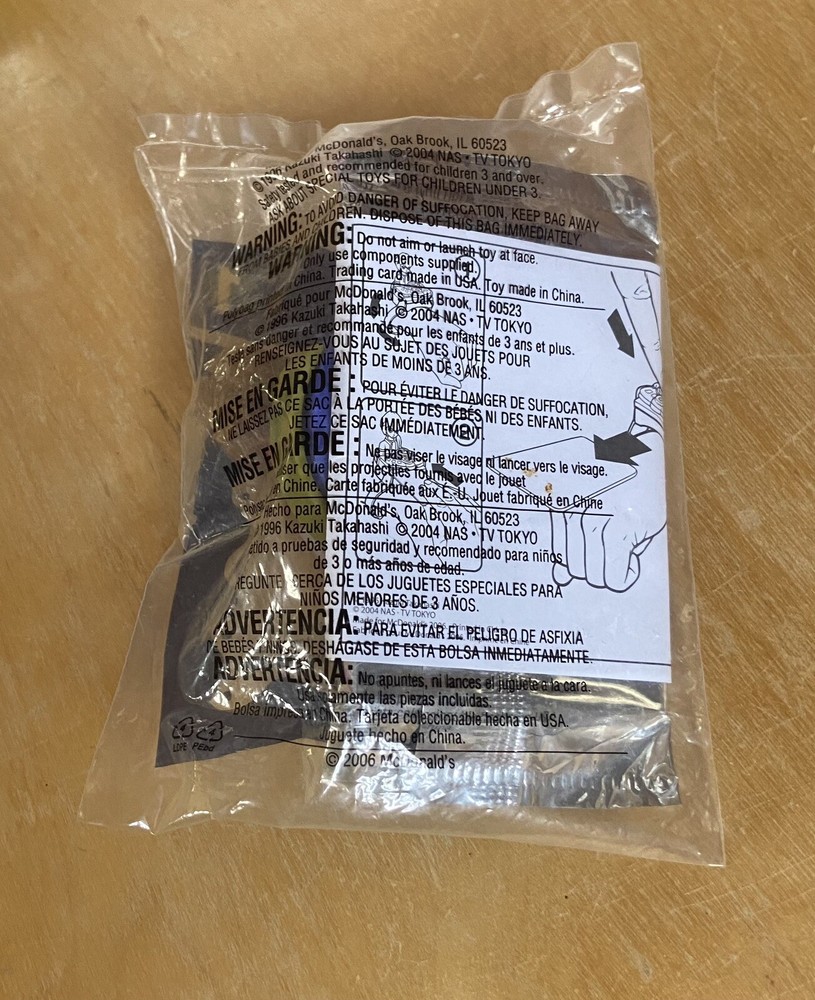 McDonald's, Oak Brook, IL 60523
© 1996 Kazuki Takahashi © 2004 NAS • TV TOKYO
Safety tested and recommended for children 3 and over.
ASK ABOUT SPECIAL TOYS FOR CHILDREN UNDER 3.
WARNING: TO AVOID DANGER OF SUFFOCATION, KEEP BAG AWAY
FROM BABIES AND CHILDREN. DISPOSE OF THIS BAG IMMEDIATELY.
WARNING: Do not aim or launch toy at face.
Only use components supplied.
Polybag printed in China. Trading card made in USA. Toy made in China.
Fabriqué pour McDonald's, Oak Brook, IL 60523
© 1996 Kazuki Takahashi © 2004 NAS • TV TOKYO
Testé sans danger et recommandé pour les enfants de 3 ans et plus.
RENSEIGNEZ-VOUS AU SUJET DES JOUETS POUR
LES ENFANTS DE MOINS DE 3 ANS.
MISE EN GARDE : POUR ÉVITER LE DANGER DE SUFFOCATION,
NE LAISSEZ PAS CE SAC À LA PORTÉE DES BÉBÉS NI DES ENFANTS.
JETEZ CE SAC IMMÉDIATEMENT.
MISE EN GARDE : Ne pas viser le visage ni lancer vers le visage.
que les projectiles fournis avec le jouet
en Chine. Carte fabriquée aux É.-U. Jouet fabriqué en Chine
Hecho para McDonald's, Oak Brook, IL 60523
1996 Kazuki Takahashi © 2004 NAS • TV TOKYO
a pruebas de seguridad y recomendado para niños
de 3 o más años de edad.
ACERCA DE LOS JUGUETES ESPECIALES PARA
NIÑOS MENORES DE 3 AÑOS.
ADVERTENCIA: PARA EVITAR EL PELIGRO DE ASFIXIA
DE BEBÉS Y NIÑOS, DESHÁGASE DE ESTA BOLSA INMEDIATAMENTE.
ADVERTENCIA: No apuntes, ni lances el juguete a la cara.
Usa solamente las piezas incluidas.
Bolsa impresa en China. Tarjeta coleccionable hecha en USA.
Juguete hecho en China.
© 2006 McDonald's
LDPE PEbd
1
2
© 2004 NAS • TV TOKYO